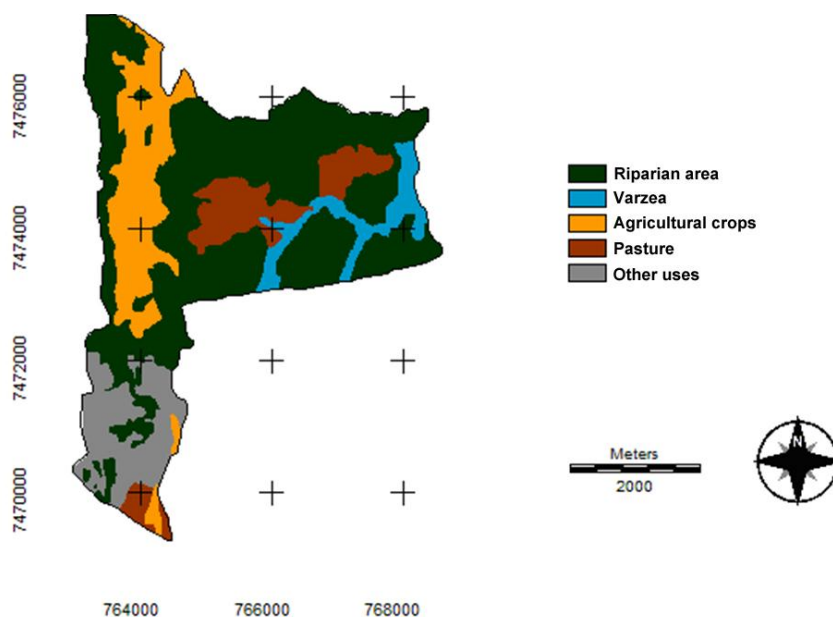 7476000
7474000
7472000
7470000
764000
766000
768000
Riparian area
Varzea
Agricultural crops
Pasture
Other uses
Meters
2000
N